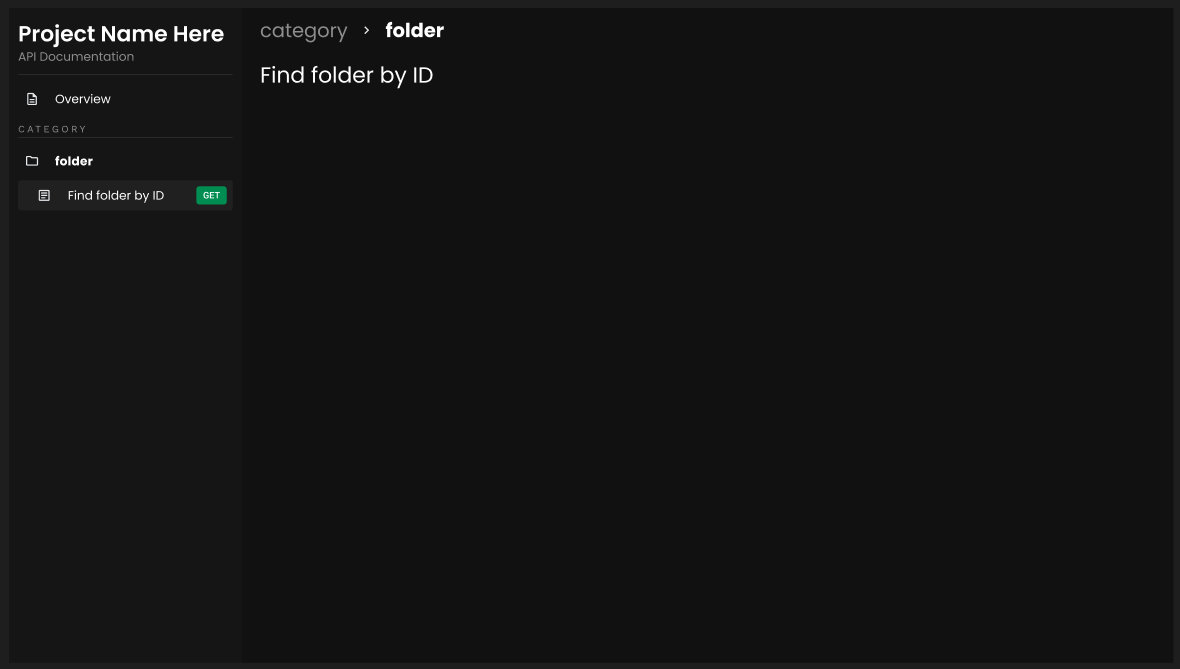 Project Name Here
API Documentation
Overview
CATEGORY
folder
Find folder by ID GET
category › folder
Find folder by ID